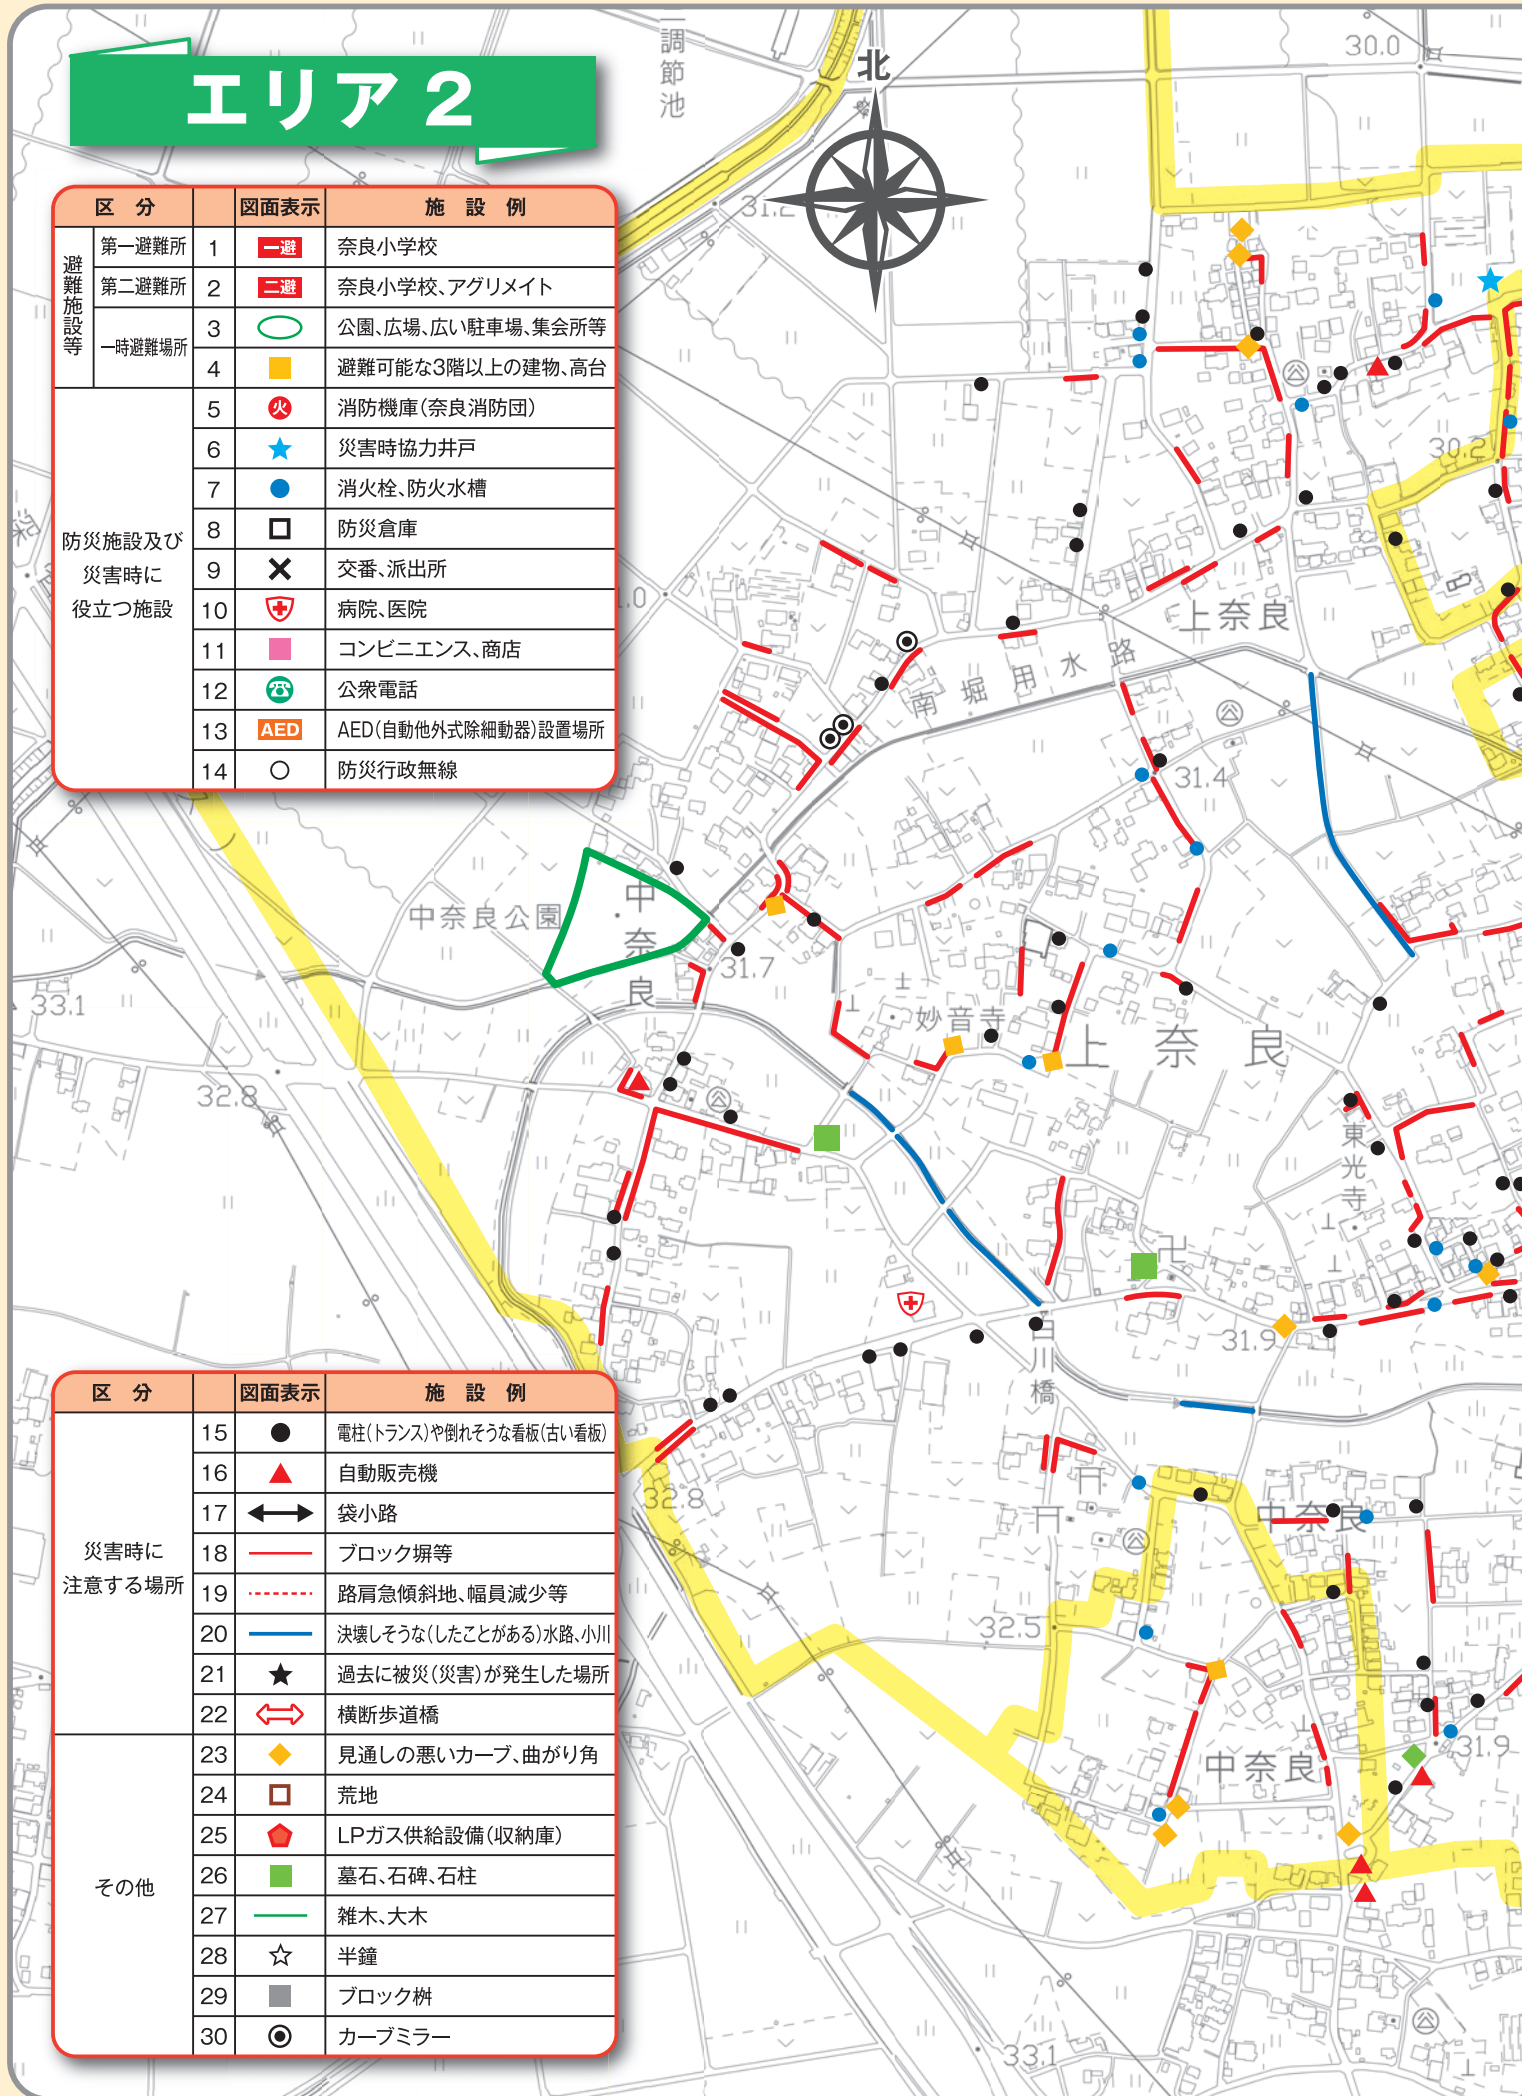 エリア 2
北
区 分 図面表示 施 設 例
避難施設等
第一避難所 1 一避 奈良小学校
第二避難所 2 二避 奈良小学校、アグリメイト
一時避難場所
3 公園、広場、広い駐車場、集会所等
4 避難可能な3階以上の建物、高台
防災施設及び
災害時に
役立つ施設
5 火 消防機庫(奈良消防団)
6 災害時協力井戸
7 消火栓、防火水槽
8 防災倉庫
9 交番、派出所
10 病院、医院
11 コンビニエンス、商店
12 公衆電話
13 AED AED(自動他外式除細動器)設置場所
14 防災行政無線
区 分 図面表示 施 設 例
災害時に
注意する場所
15 電柱(トランス)や倒れそうな看板(古い看板)
16 自動販売機
17 袋小路
18 ブロック塀等
19 路肩急傾斜地、幅員減少等
20 決壊しそうな(したことがある)水路、小川
21 過去に被災(災害)が発生した場所
22 横断歩道橋
その他
23 見通しの悪いカーブ、曲がり角
24 荒地
25 LPガス供給設備(収納庫)
26 墓石、石碑、石柱
27 雑木、大木
28 半鐘
29 ブロック桝
30 カーブミラー
調節池
30.0
31.2
30.2
上奈良
南堀用水路
31.4
中奈良公園
中奈良
31.7
33.1
妙音寺
上奈良
32.8
東光寺
31.9
川橋
32.8
中奈良
32.5
中奈良
31.9
33.1